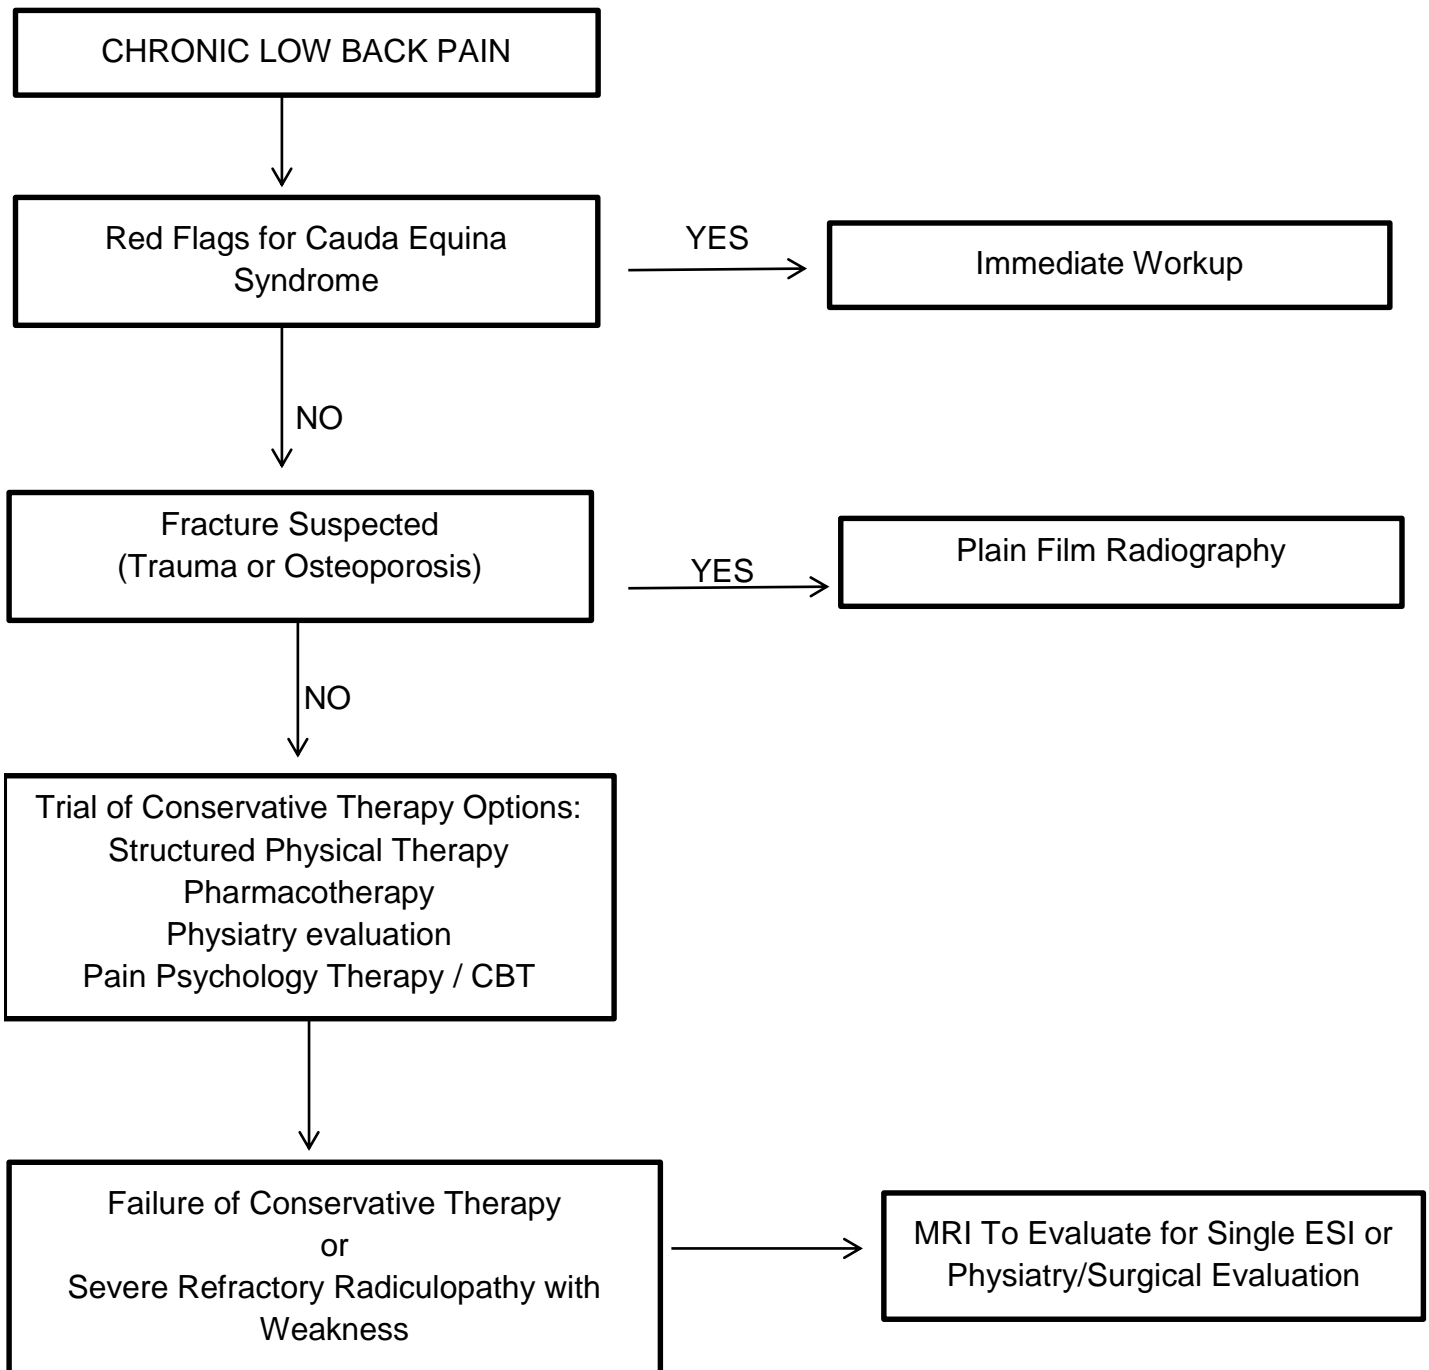 CHRONIC LOW BACK PAIN
Red Flags for Cauda Equina
Syndrome
YES
Immediate Workup
NO
Fracture Suspected
(Trauma or Osteoporosis)
YES
Plain Film Radiography
NO
Trial of Conservative Therapy Options:
Structured Physical Therapy
Pharmacotherapy
Physiatry evaluation
Pain Psychology Therapy / CBT
Failure of Conservative Therapy
or
Severe Refractory Radiculopathy with
Weakness
MRI To Evaluate for Single ESI or
Physiatry/Surgical Evaluation